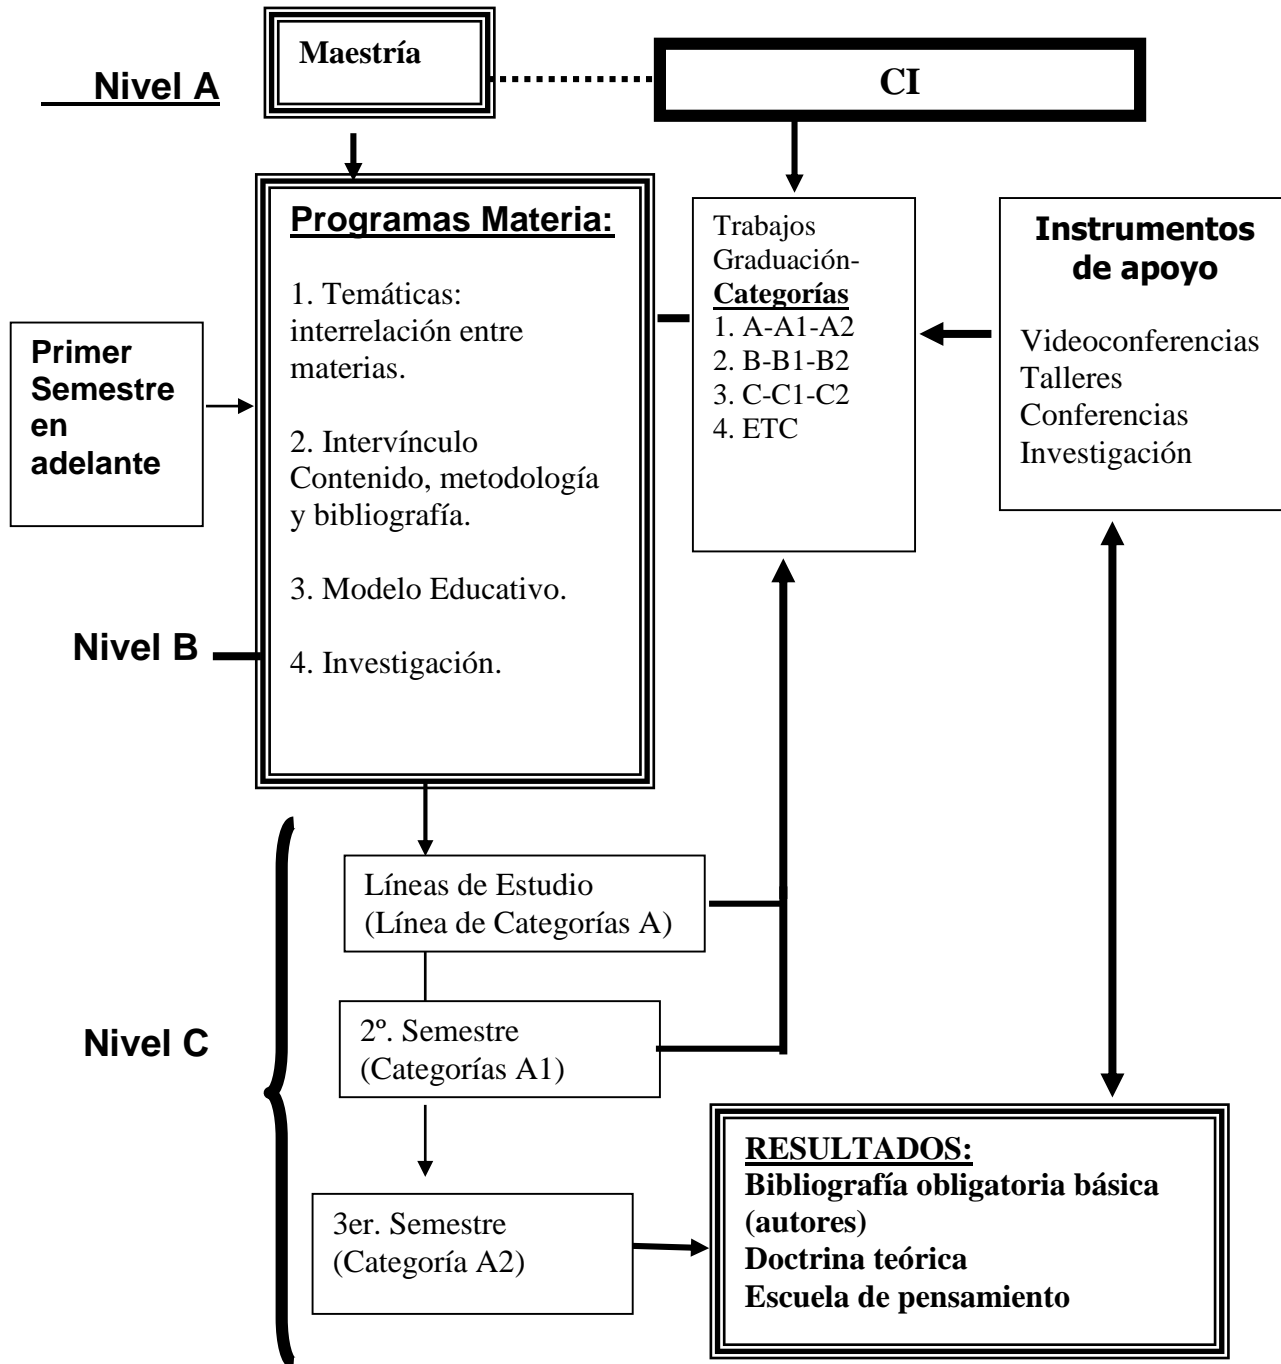 Maestría
Nivel A
CI
Programas Materia:
1. Temáticas:
interrelación entre
materias.
2. Intervínculo
Contenido, metodología
y bibliografía.
3. Modelo Educativo.
4. Investigación.
Trabajos
Graduación-
Categorías
1. A-A1-A2
2. B-B1-B2
3. C-C1-C2
4. ETC
Instrumentos
de apoyo
Videoconferencias
Talleres
Conferencias
Investigación
Primer
Semestre
en
adelante
Nivel B
Líneas de Estudio
(Línea de Categorías A)
2º. Semestre
(Categorías A1)
Nivel C
3er. Semestre
(Categoría A2)
RESULTADOS:
Bibliografía obligatoria básica
(autores)
Doctrina teórica
Escuela de pensamiento